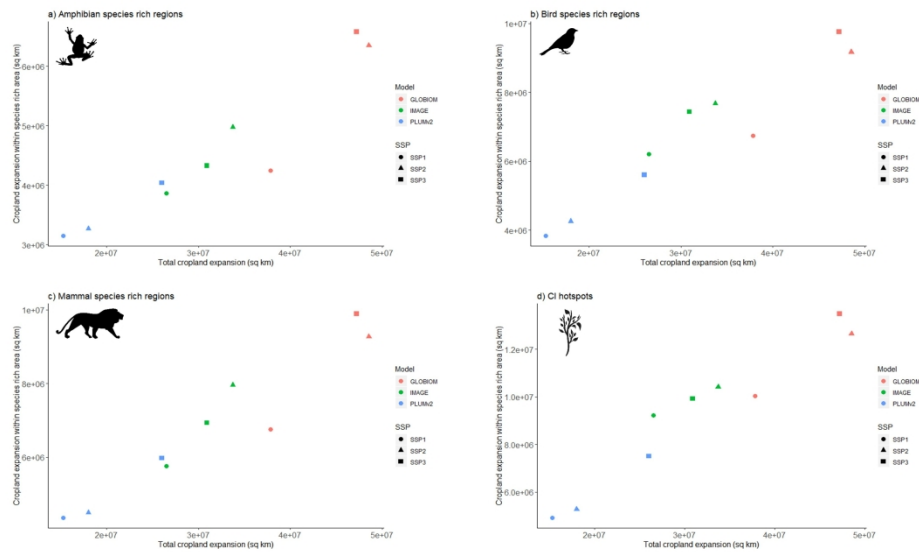 a) Amphibian species rich regions
Cropland expansion within species rich area (sq km)
6e+06
5e+06
4e+06
3e+06
2e+07
3e+07
4e+07
5e+07
Total cropland expansion (sq km)
Model
GLOBIOM
IMAGE
PLUMv2
SSP
SSP1
SSP2
SSP3
b) Bird species rich regions
Cropland expansion within species rich area (sq km)
1e+07
8e+06
6e+06
4e+06
2e+07
3e+07
4e+07
5e+07
Total cropland expansion (sq km)
Model
GLOBIOM
IMAGE
PLUMv2
SSP
SSP1
SSP2
SSP3
c) Mammal species rich regions
Cropland expansion within species rich area (sq km)
1e+07
8e+06
6e+06
2e+07
3e+07
4e+07
5e+07
Total cropland expansion (sq km)
Model
GLOBIOM
IMAGE
PLUMv2
SSP
SSP1
SSP2
SSP3
d) CI hotspots
Cropland expansion within species rich area (sq km)
1.2e+07
1.0e+07
8.0e+06
6.0e+06
2e+07
3e+07
4e+07
5e+07
Total cropland expansion (sq km)
Model
GLOBIOM
IMAGE
PLUMv2
SSP
SSP1
SSP2
SSP3